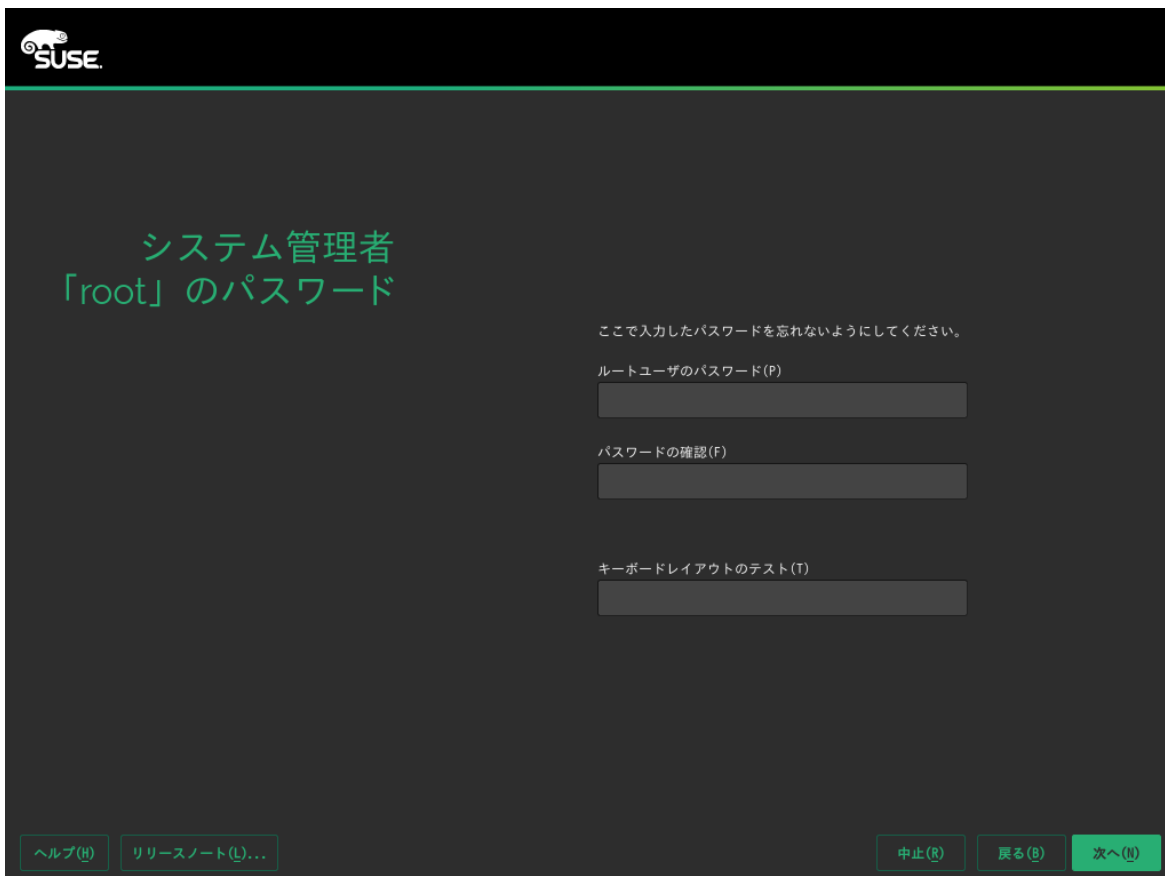 SUSE.
システム管理者
「root」のパスワード
ここで入力したパスワードを忘れないようにしてください。
ルートユーザのパスワード(P)
パスワードの確認(F)
キーボードレイアウトのテスト(T)
ヘルプ(H)
リリースノート(L)...
中止(R)
戻る(B)
次へ(N)